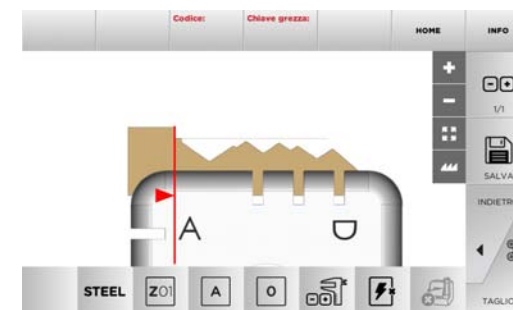 Codice: Chiave grezza:
HOME
INFO
1/1
SALVA
INDIETR
A D
STEEL Z01 A 0
TAGLIO